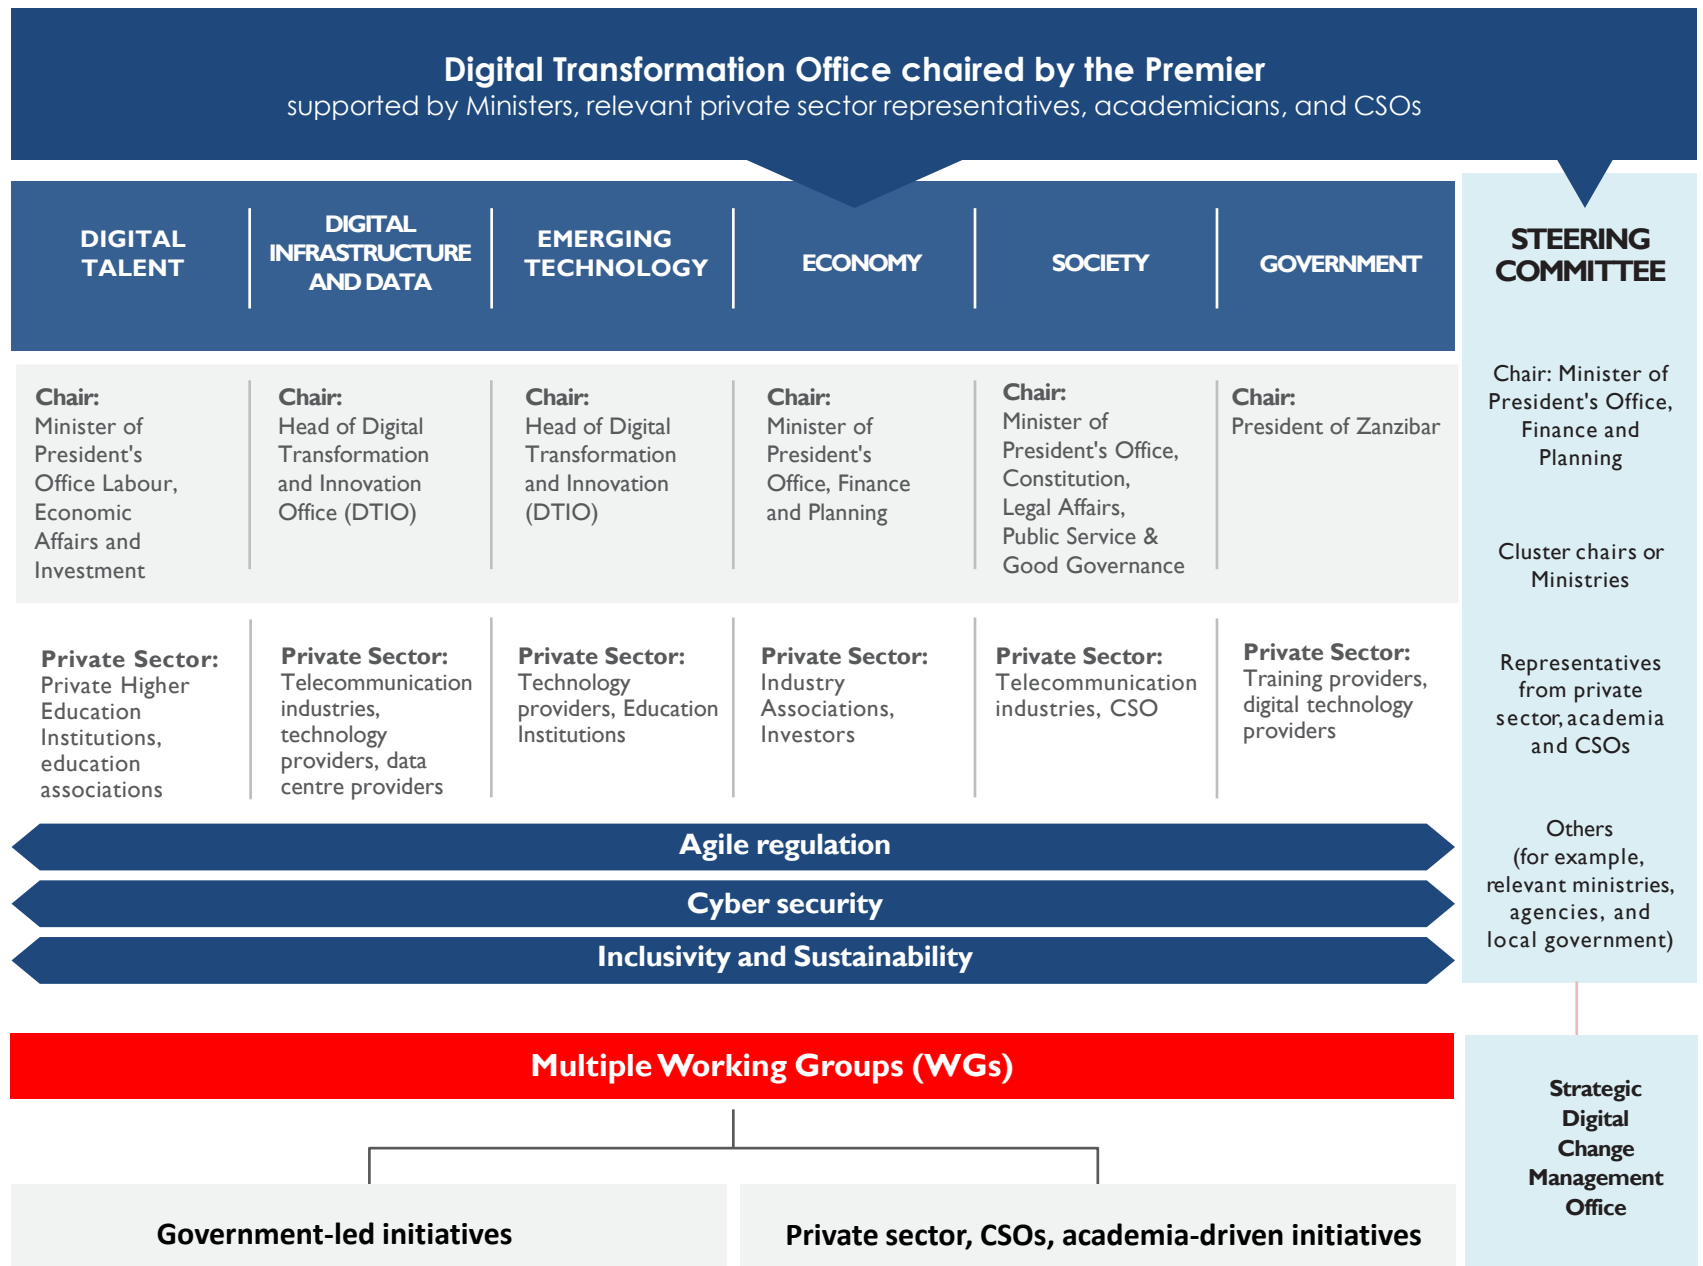 Digital Transformation Office chaired by the Premier
supported by Ministers, relevant private sector representatives, academicians, and CSOs
DIGITAL
TALENT
DIGITAL
INFRASTRUCTURE
AND DATA
EMERGING
TECHNOLOGY
ECONOMY
SOCIETY
GOVERNMENT
Chair:
Minister of
President's
Office Labour,
Economic
Affairs and
Investment
Chair:
Head of Digital
Transformation
and Innovation
Office (DTIO)
Chair:
Head of Digital
Transformation
and Innovation
(DTIO)
Chair:
Minister of
President's
Office, Finance
and Planning
Chair:
Minister of
President's Office,
Constitution,
Legal Affairs,
Public Service &
Good Governance
Chair:
President of Zanzibar
Private Sector:
Private Higher
Education
Institutions,
education
associations
Private Sector:
Telecommunication
industries,
technology
providers, data
centre providers
Private Sector:
Technology
providers, Education
Institutions
Private Sector:
Industry
Associations,
Investors
Private Sector:
Telecommunication
industries, CSO
Private Sector:
Training providers,
digital technology
providers
Agile regulation
Cyber security
Inclusivity and Sustainability
Multiple Working Groups (WGs)
Government-led initiatives
Private sector, CSOs, academia-driven initiatives
STEERING
COMMITTEE
Chair: Minister of
President's Office,
Finance and
Planning
Cluster chairs or
Ministries
Representatives
from private
sector, academia
and CSOs
Others
(for example,
relevant ministries,
agencies, and
local government)
Strategic
Digital
Change
Management
Office